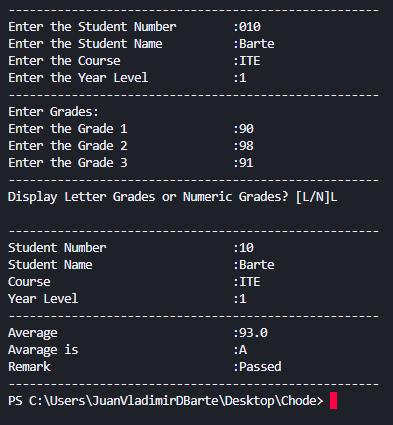 -----------------------------------------------------
Enter the Student Number        :010
Enter the Student Name          :Barte
Enter the Course                :ITE
Enter the Year Level            :1
-----------------------------------------------------
Enter Grades:
Enter the Grade 1               :90
Enter the Grade 2               :98
Enter the Grade 3               :91
-----------------------------------------------------
Display Letter Grades or Numeric Grades? [L/N]L

-----------------------------------------------------
Student Number                  :10
Student Name                    :Barte
Course                          :ITE
Year Level                      :1
-----------------------------------------------------
Average                         :93.0
Avarage is                      :A
Remark                          :Passed
-----------------------------------------------------
PS C:\Users\JuanVladimirDBarte\Desktop\Chode>